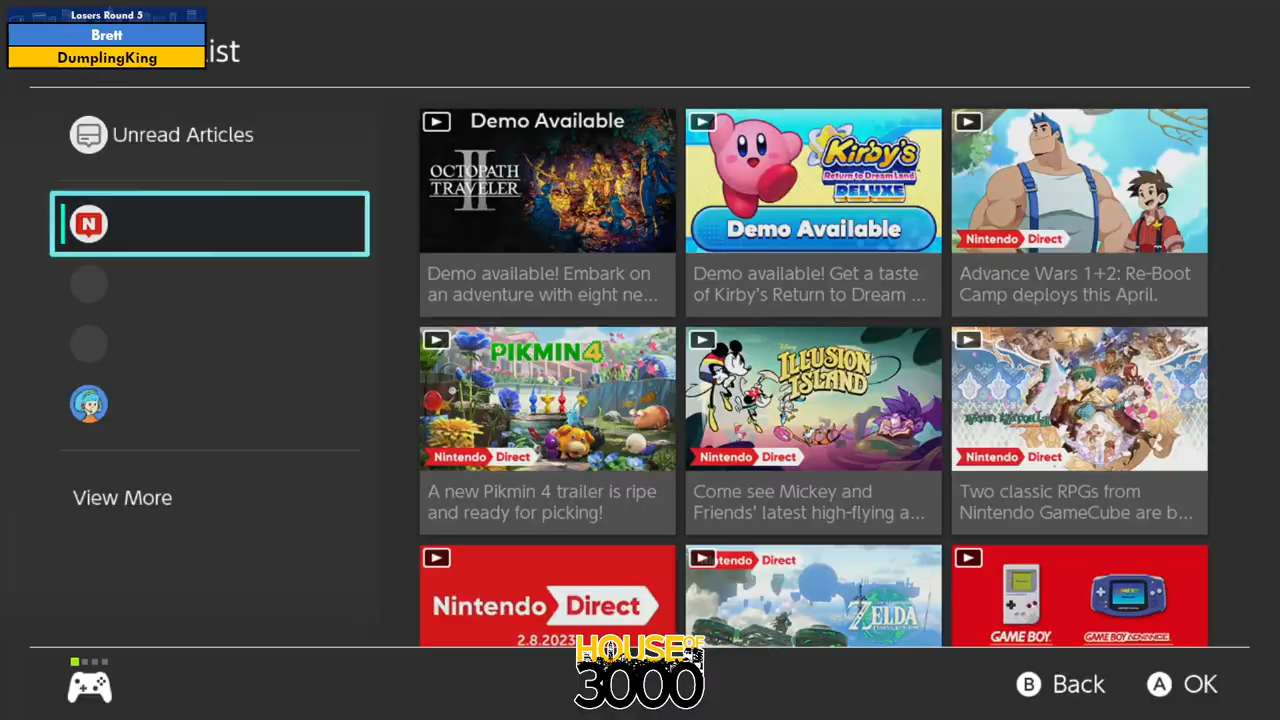 Losers Round 5
Brett
DumplingKing
ist
Unread Articles
N
View More
Demo Available
OCTOPATH
TRAVELER
II
Demo available! Embark on
an adventure with eight ne...
Kirby's
Return to Dream Land
DELUXE
Demo Available
Demo available! Get a taste
of Kirby's Return to Dream ...
Nintendo Direct
Advance Wars 1+2: Re-Boot
Camp deploys this April.
PIKMIN 4
Nintendo Direct
A new Pikmin 4 trailer is ripe
and ready for picking!
Disney
ILLUSION
ISLAND
Nintendo Direct
Come see Mickey and
Friends' latest high-flying a...
Nintendo Direct
Two classic RPGs from
Nintendo GameCube are b...
Nintendo Direct
2.8.2023
Nintendo Direct
ZELDA
GAME BOY
GAME BOY ADVANCE
HOUSE OF
3000
B Back
A OK